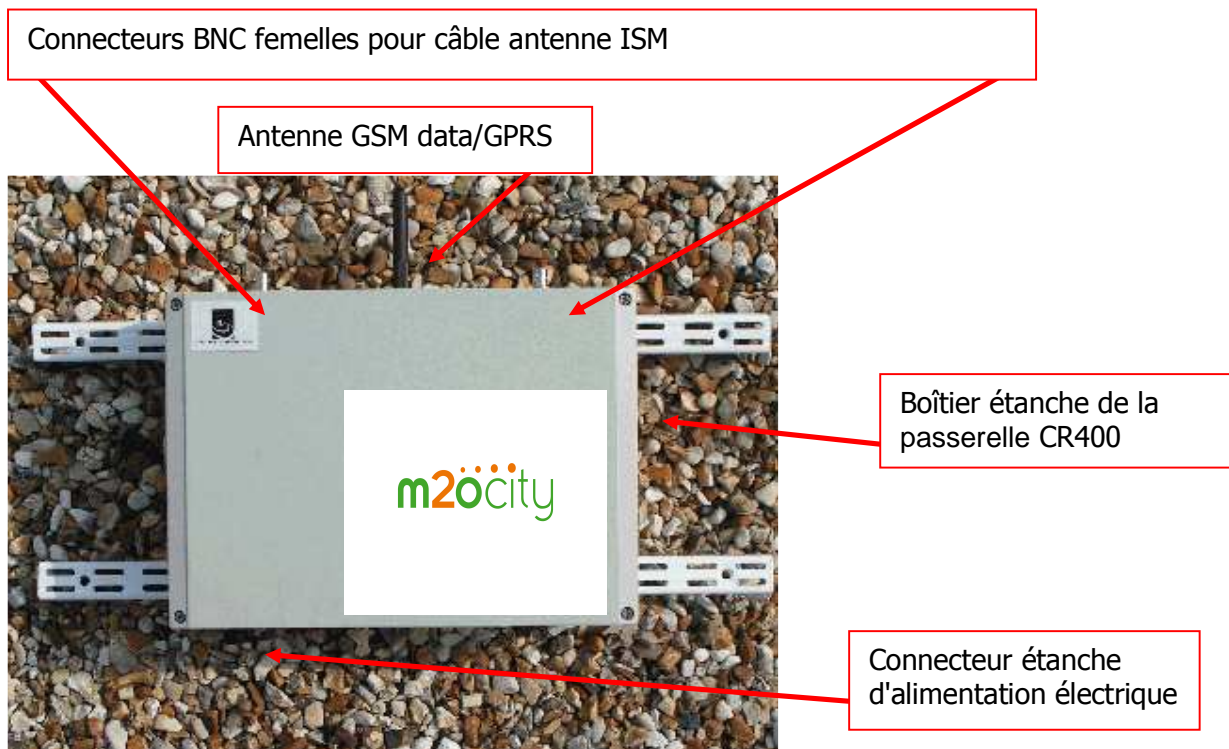 Connecteurs BNC femelles pour câble antenne ISM
Antenne GSM data/GPRS
Boîtier étanche de la
passerelle CR400
m2ocity
Connecteur étanche
d'alimentation électrique